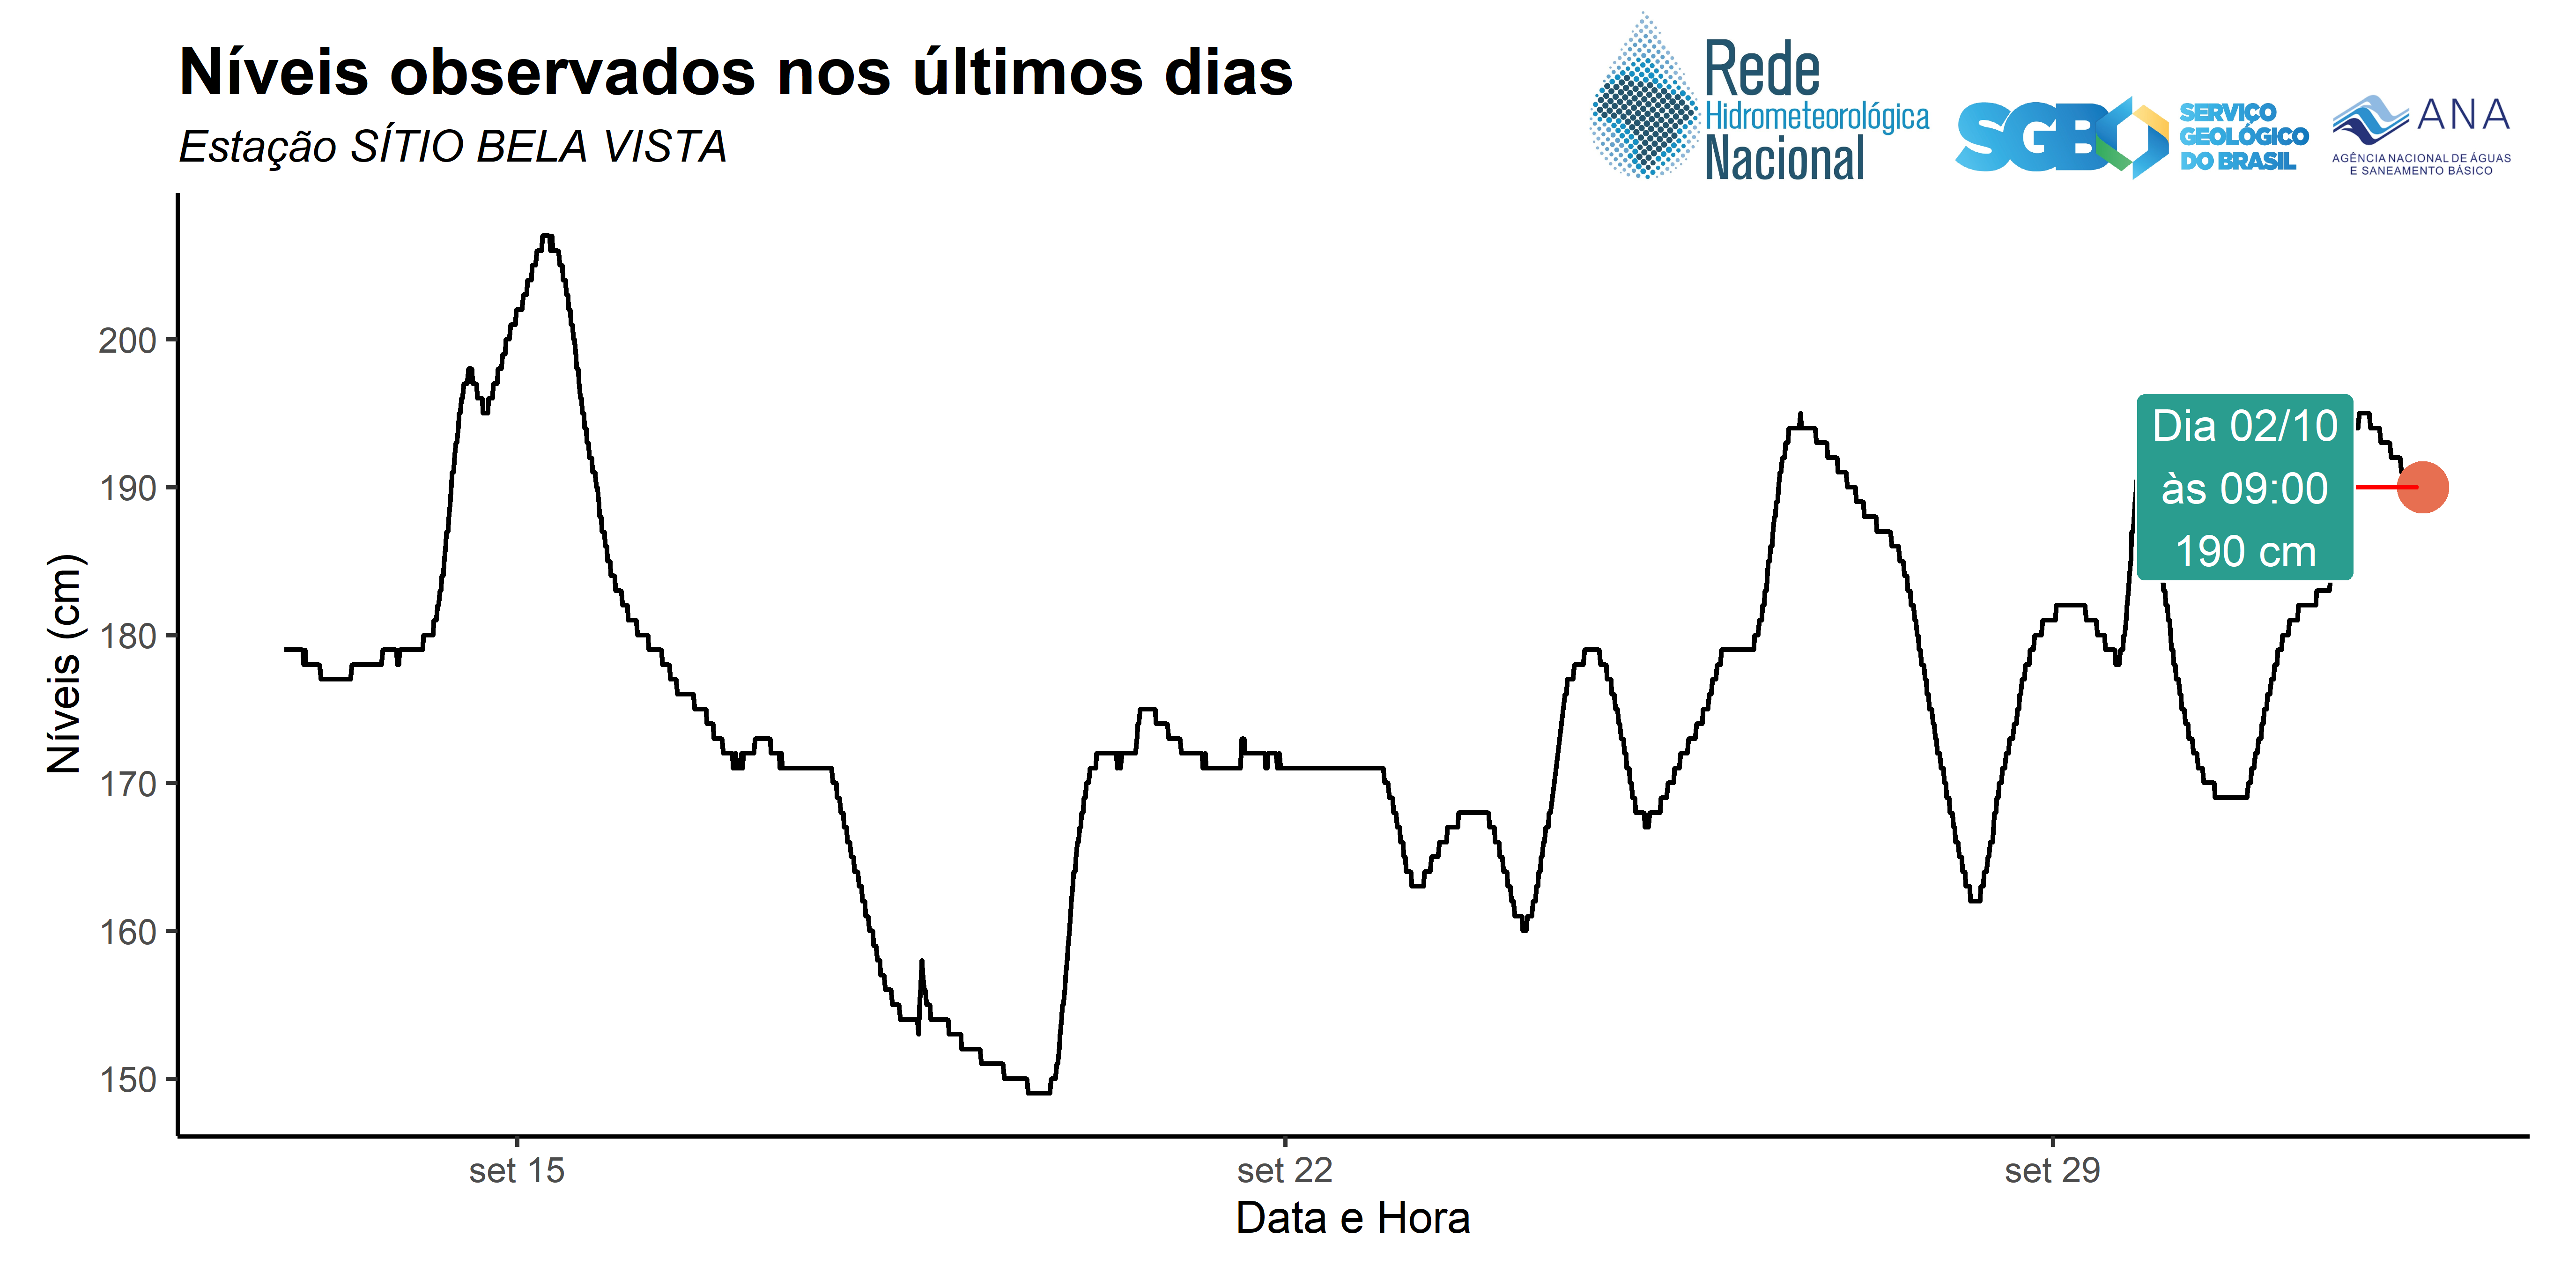 Níveis observados nos últimos dias
Estação SÍTIO BELA VISTA
Rede
Hidrometeorológica
Nacional
SGB
SERVIÇO
GEOLÓGICO
DO BRASIL
ANA
AGÊNCIA NACIONAL DE ÁGUAS
E SANEAMENTO BÁSICO
Níveis (cm)
200
190
180
170
160
150
Dia 02/10
às 09:00
190 cm
set 15
set 22
set 29
Data e Hora